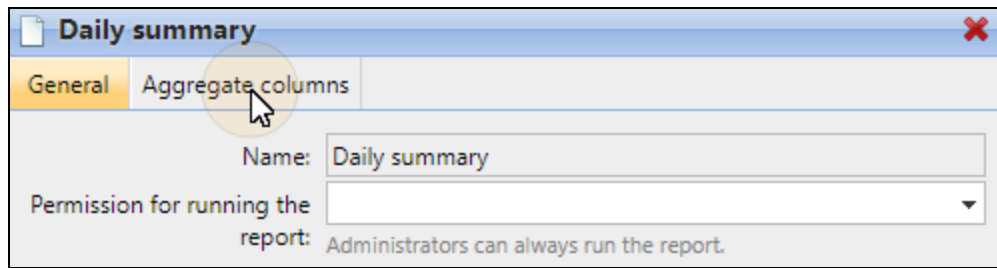 Daily summary
General Aggregate columns
Name: Daily summary
Permission for running the
report: Administrators can always run the report.